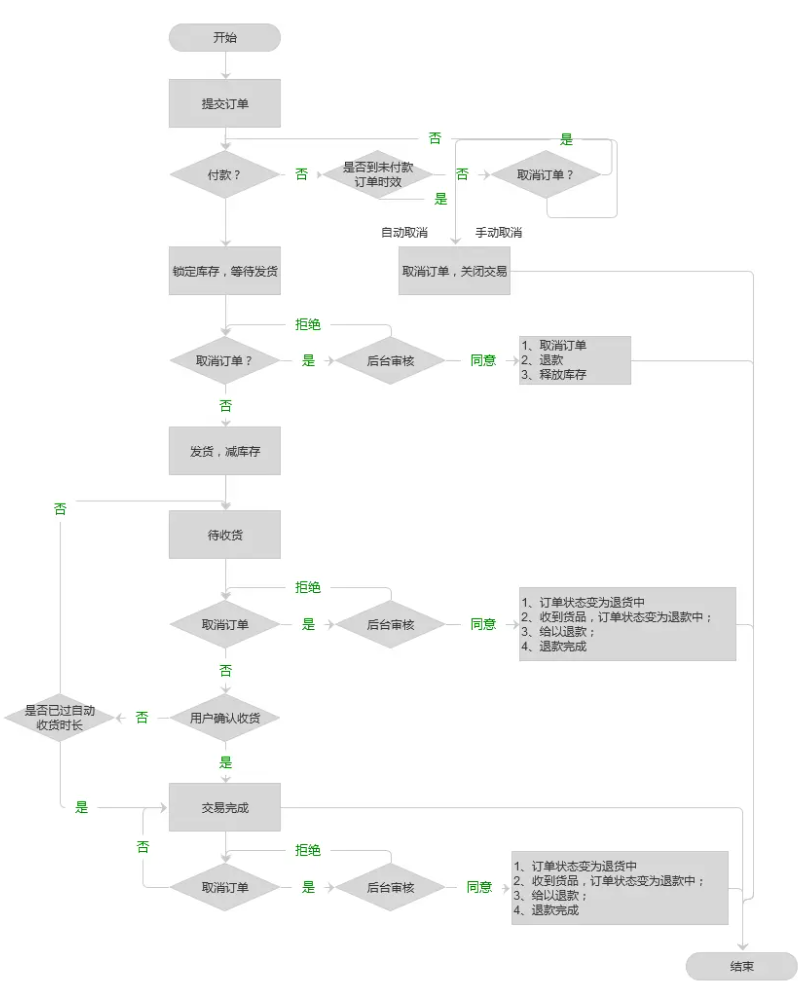 开始
提交订单
否
是
付款？
否
是否到未付款
订单时效
否
取消订单？
是
自动取消
手动取消
锁定库存，等待发货
取消订单，关闭交易
拒绝
取消订单？
是
后台审核
同意
1、取消订单
2、退款
3、释放库存
否
发货，减库存
否
待收货
拒绝
取消订单
是
后台审核
同意
1、订单状态变为退货中
2、收到货品，订单状态变为退款中；
3、给以退款；
4、退款完成
否
是否已过自动
收货时长
否
用户确认收货
是
是
交易完成
否
拒绝
取消订单
是
后台审核
同意
1、订单状态变为退货中
2、收到货品，订单状态变为退款中；
3、给以退款；
4、退款完成
结束